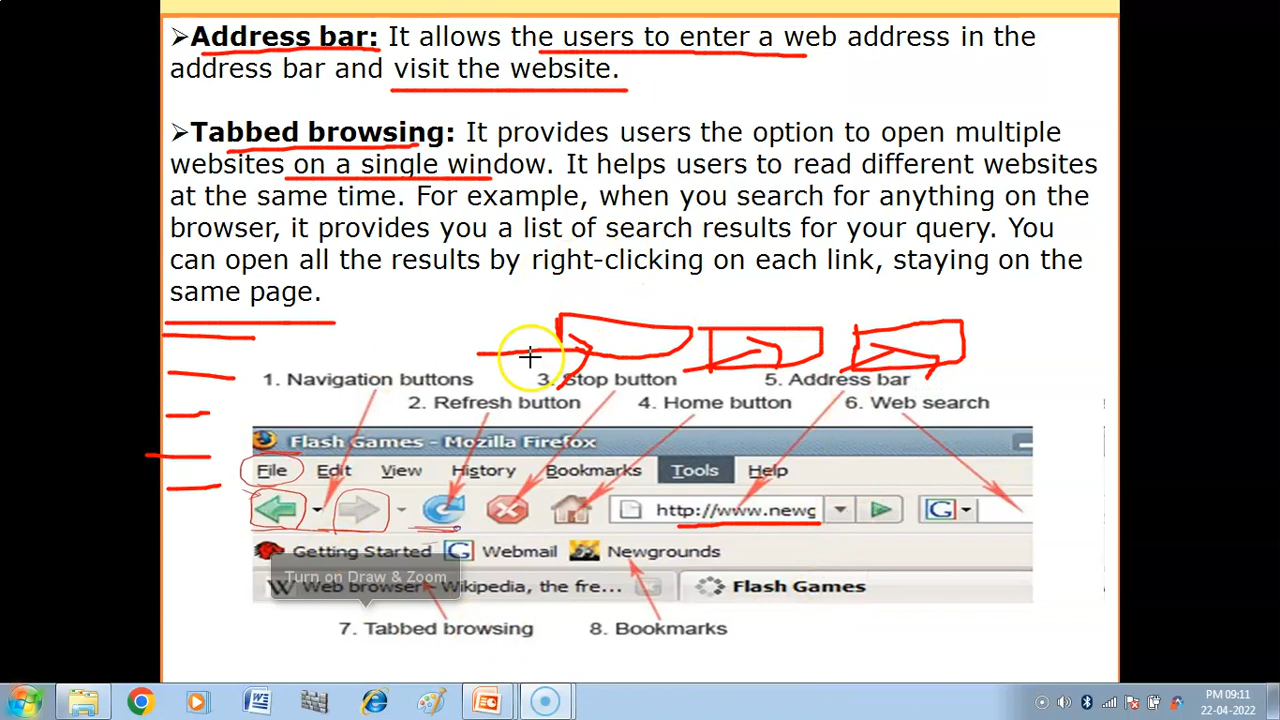 ➢Address bar: It allows the users to enter a web address in the
address bar and visit the website.
➢Tabbed browsing: It provides users the option to open multiple
websites on a single window. It helps users to read different websites
at the same time. For example, when you search for anything on the
browser, it provides you a list of search results for your query. You
can open all the results by right-clicking on each link, staying on the
same page.
1. Navigation buttons 3. Stop button 5. Address bar
2. Refresh button 4. Home button 6. Web search
Flash Games - Mozilla Firefox
File Edit View History Bookmarks Tools Help
http://www.newg
G
Getting Started G Webmail Newgrounds
Turn on Draw & Zoom
W Web browser - Wikipedia, the fre... Flash Games
7. Tabbed browsing 8. Bookmarks
PM 09:11
22-04-2022